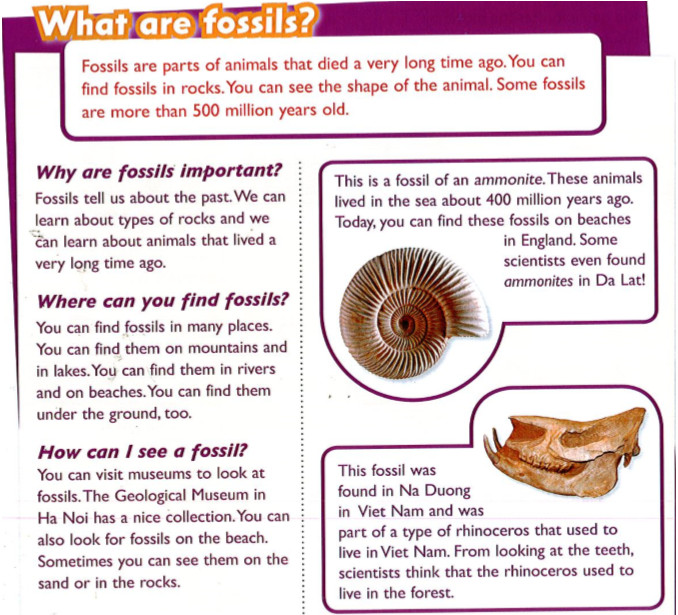 What are fossils?
Fossils are parts of animals that died a very long time ago. You can
find fossils in rocks. You can see the shape of the animal. Some fossils
are more than 500 million years old.
Why are fossils important?
Fossils tell us about the past. We can
learn about types of rocks and we
can learn about animals that lived a
very long time ago.
Where can you find fossils?
You can find fossils in many places.
You can find them on mountains and
in lakes. You can find them in rivers
and on beaches. You can find them
under the ground, too.
How can I see a fossil?
You can visit museums to look at
fossils. The Geological Museum in
Ha Noi has a nice collection. You can
also look for fossils on the beach.
Sometimes you can see them on the
sand or in the rocks.
This is a fossil of an ammonite. These animals
lived in the sea about 400 million years ago.
Today, you can find these fossils on beaches
in England. Some
scientists even found
ammonites in Da Lat!
This fossil was
found in Na Duong
in Viet Nam and was
part of a type of rhinoceros that used to
live in Viet Nam. From looking at the teeth,
scientists think that the rhinoceros used to
live in the forest.